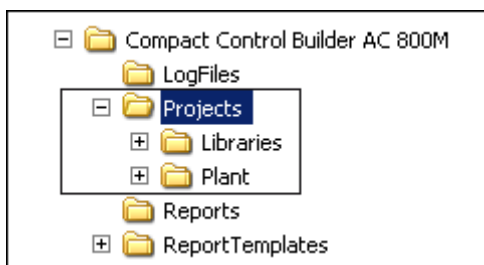 Compact Control Builder AC 800M
LogFiles
Projects
Libraries
Plant
Reports
ReportTemplates